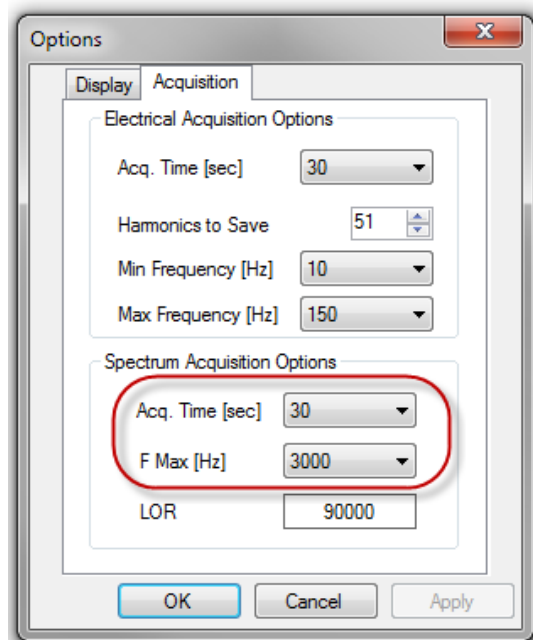 Options
Display Acquisition
Electrical Acquisition Options
Acq. Time [sec] 30
Harmonics to Save 51
Min Frequency [Hz] 10
Max Frequency [Hz] 150
Spectrum Acquisition Options
Acq. Time [sec] 30
F Max [Hz] 3000
LOR 90000
OK Cancel Apply